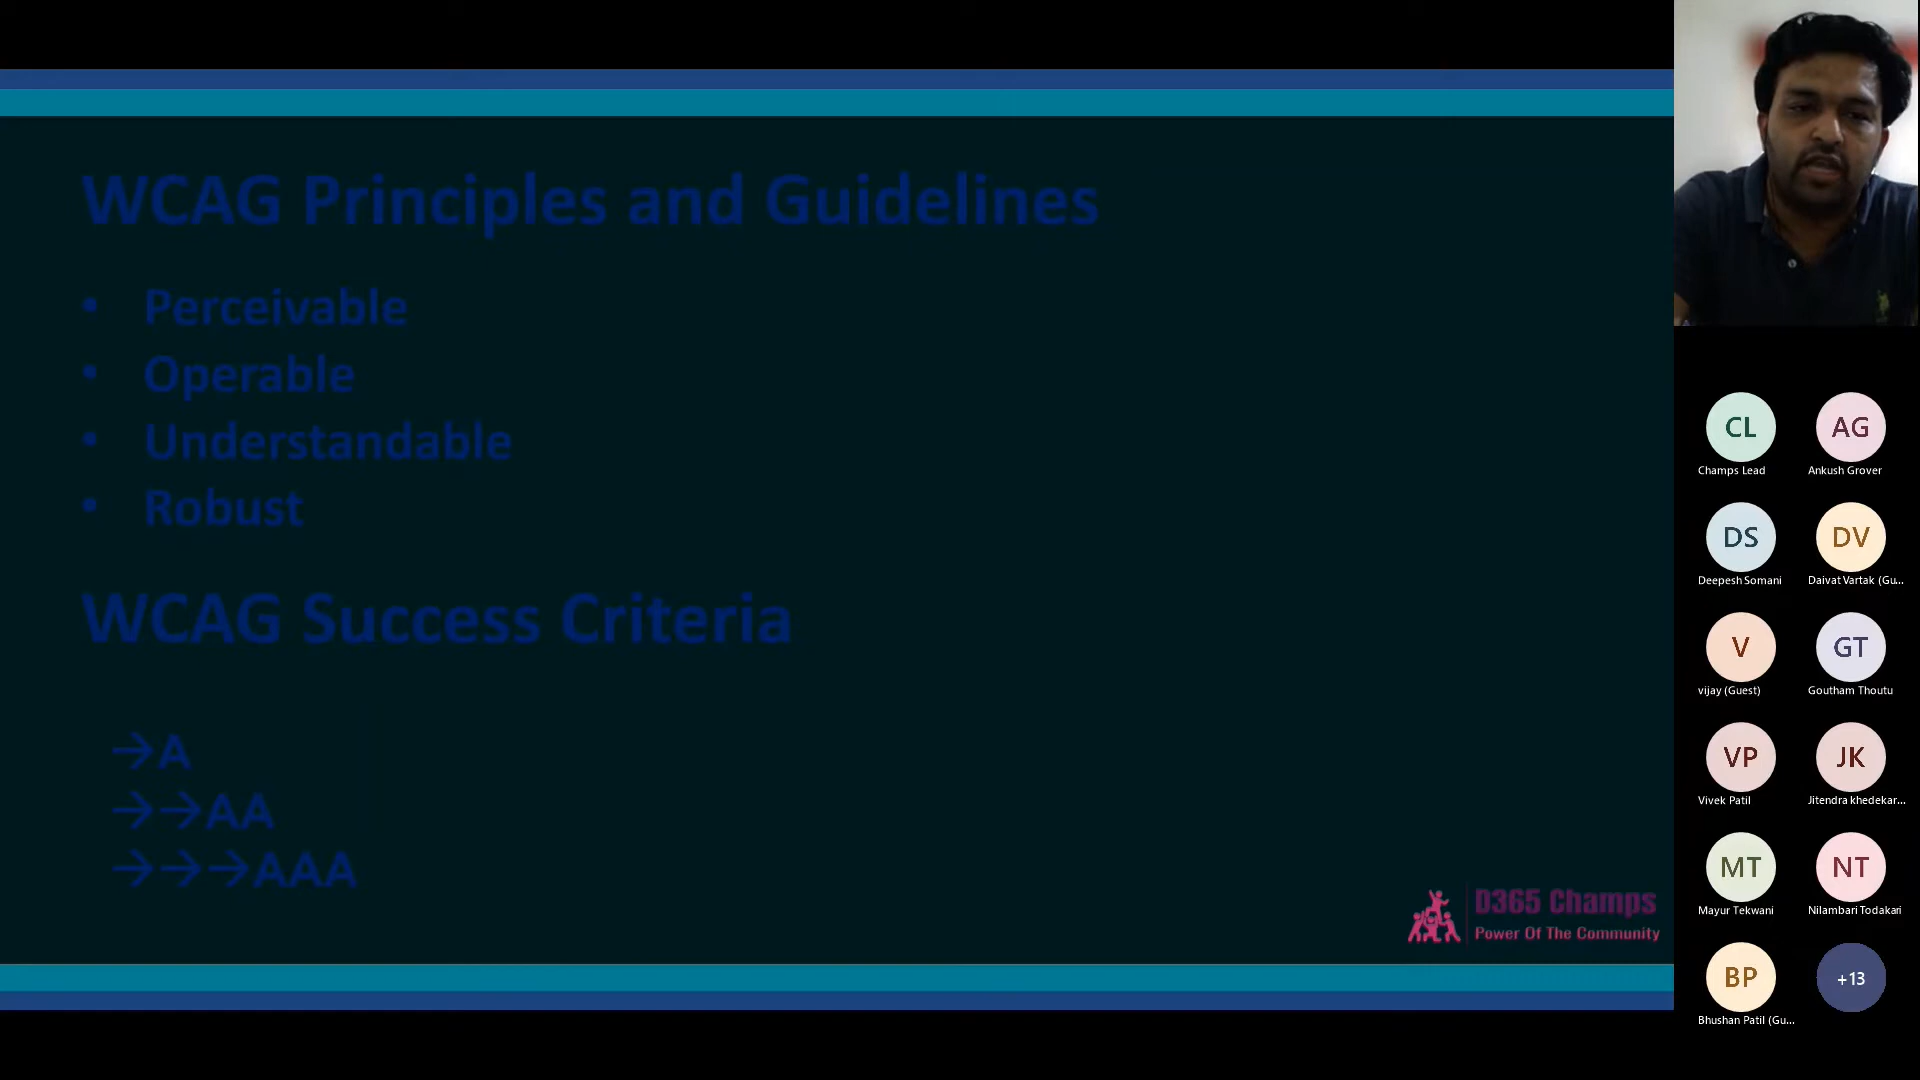 WCAG Principles and Guidelines
• Perceivable
• Operable
• Understandable
• Robust
WCAG Success Criteria
→A
→→AA
→→→AAA
D365 Champs
Power Of The Community
CL
Champs Lead
AG
Ankush Grover
DS
Deepesh Somani
DV
Daivat Vartak (Gu...
V
vijay (Guest)
GT
Goutham Thoutu
VP
Vivek Patil
JK
Jitendra khedekar...
MT
Mayur Tekwani
NT
Nilambari Todakari
BP
Bhushan Patil (Gu...
+13